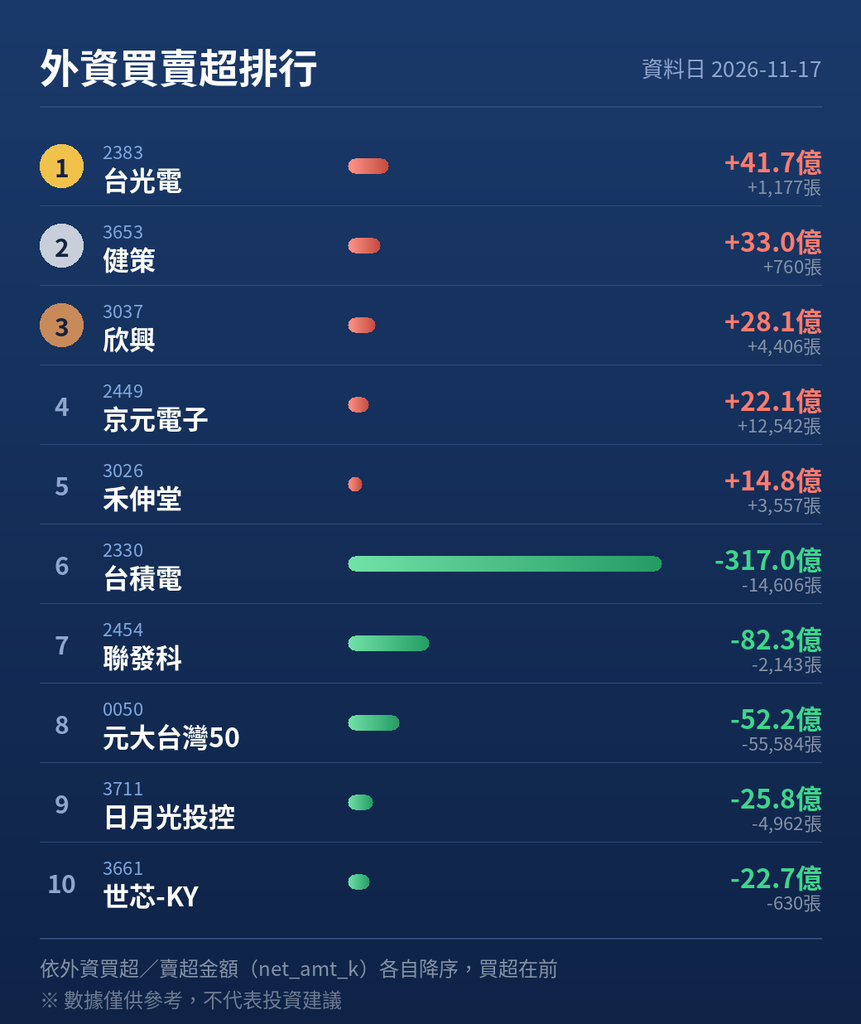 外資買賣超排行
資料日 2026-11-17
1
2383
台光電
+41.7億
+1,177張
2
3653
健策
+33.0億
+760張
3
3037
欣興
+28.1億
+4,406張
4
2449
京元電子
+22.1億
+12,542張
5
3026
禾伸堂
+14.8億
+3,557張
6
2330
台積電
-317.0億
-14,606張
7
2454
聯發科
-82.3億
-2,143張
8
0050
元大台灣50
-52.2億
-55,584張
9
3711
日月光投控
-25.8億
-4,962張
10
3661
世芯-KY
-22.7億
-630張
依外資買超／賣超金額（net_amt_k）各自降序，買超在前
※ 數據僅供參考，不代表投資建議